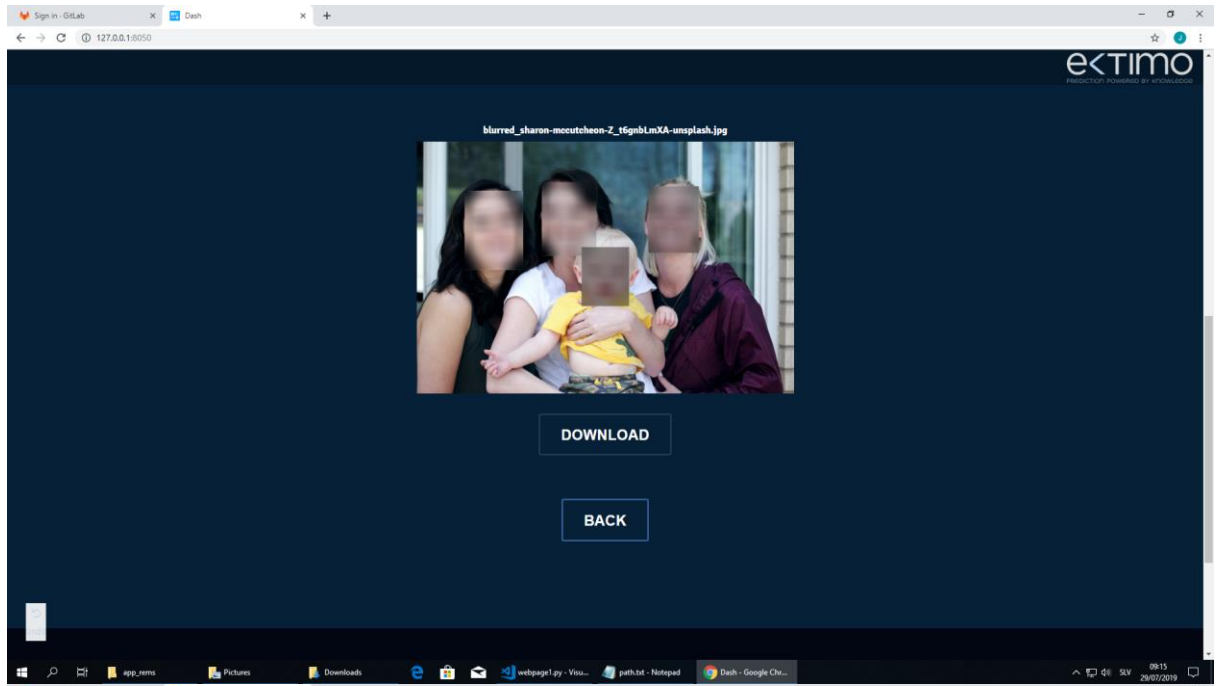 Sign in · GitLab
Dash
127.0.0.1:8050
e<TIMO
PREDICTION POWERED BY KNOWLEDGE
blurred_sharon-mccutcheon-Z_t6gnbLmXA-unsplash.jpg
DOWNLOAD
BACK
app_rems
Pictures
Downloads
webpage1.py - Visu...
path.txt - Notepad
Dash - Google Chr...
SLV
09:15
29/07/2019